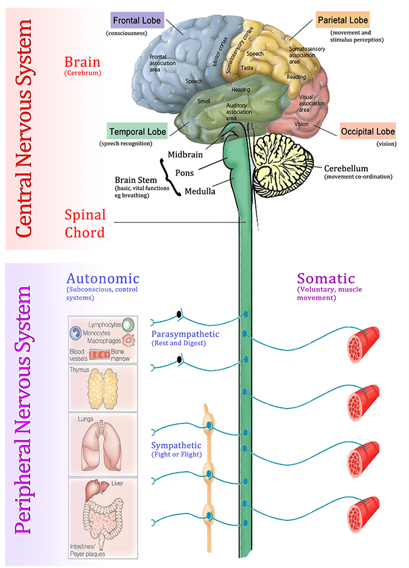 Central Nervous System
Frontal Lobe
(consciousness)
Parietal Lobe
(movement and
stimulus perception)
Brain
(Cerebrum)
Frontal
association
area
Speech
Motor cortex
Somatosensory cortex
Speech
Taste
Somatosensory
association
area
Reading
Hearing
Smell
Auditory
association
area
Visual
association
area
Vision
Temporal Lobe
(speech recognition)
Occipital Lobe
(vision)
Midbrain
Pons
Medulla
Brain Stem
(basic, vital functions
eg breathing)
Cerebellum
(movement co-ordination)
Spinal
Chord
Peripheral Nervous System
Autonomic
(Subconscious, control
systems)
Somatic
(Voluntary, muscle
movement)
Lymphocytes
Monocytes
Macrophages
Blood
vessels
Bone
marrow
Thymus
Lungs
Liver
Intestines/
Peyer plaques
Parasympathetic
(Rest and Digest)
Sympathetic
(Fight or Flight)